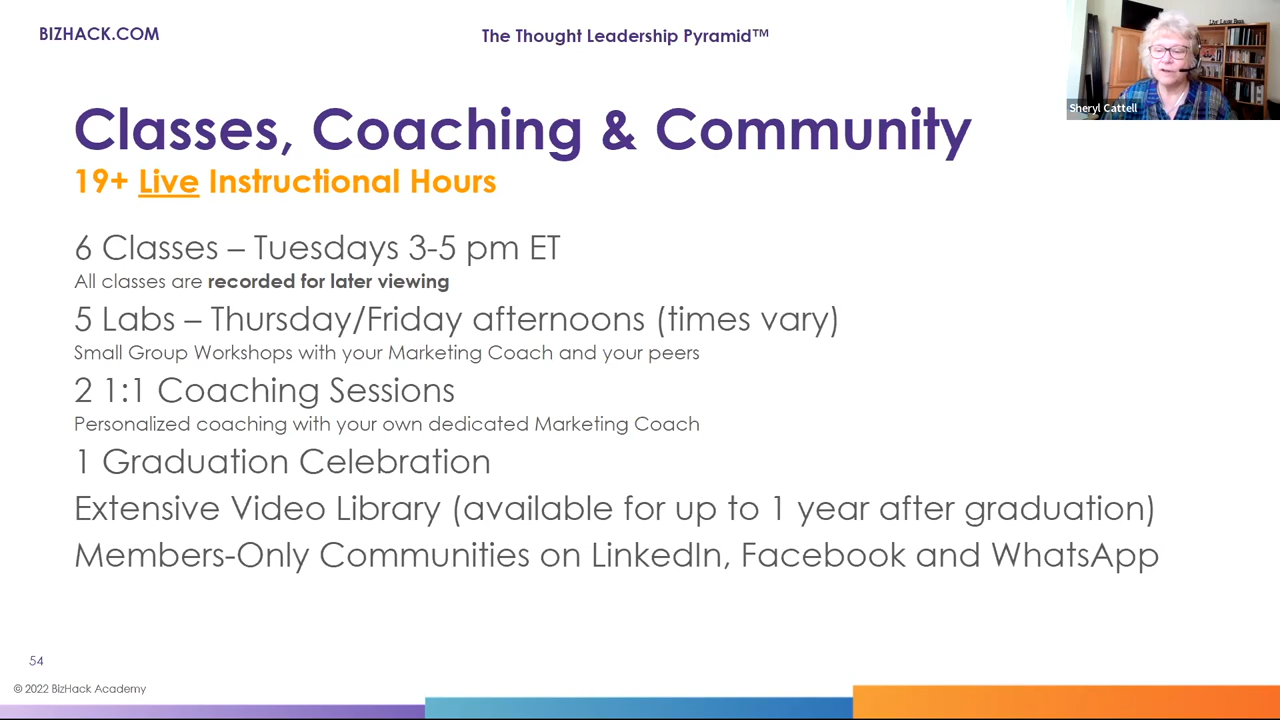 BIZHACK.COM
The Thought Leadership Pyramid™
Sheryl Cattell
Classes, Coaching & Community
19+ Live Instructional Hours
6 Classes – Tuesdays 3-5 pm ET
All classes are recorded for later viewing
5 Labs – Thursday/Friday afternoons (times vary)
Small Group Workshops with your Marketing Coach and your peers
2 1:1 Coaching Sessions
Personalized coaching with your own dedicated Marketing Coach
1 Graduation Celebration
Extensive Video Library (available for up to 1 year after graduation)
Members-Only Communities on LinkedIn, Facebook and WhatsApp
54
© 2022 BizHack Academy